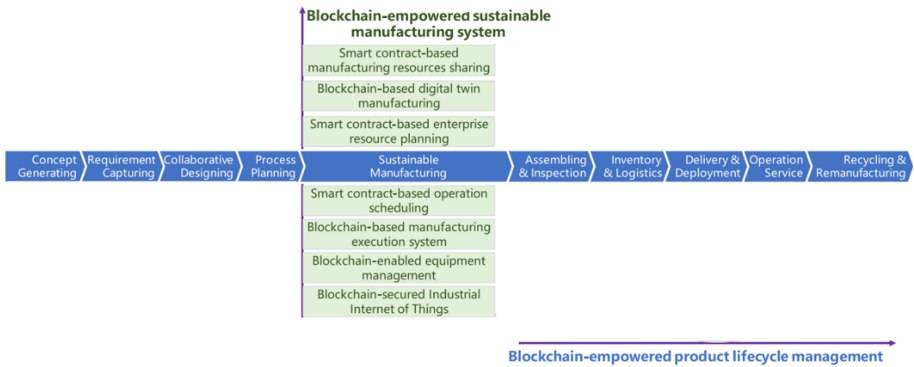 Blockchain-empowered sustainable
manufacturing system
Smart contract-based
manufacturing resources sharing
Blockchain-based digital twin
manufacturing
Smart contract-based enterprise
resource planning
Concept
Generating
Requirement
Capturing
Collaborative
Designing
Process
Planning
Sustainable
Manufacturing
Assembling
& Inspection
Inventory
& Logistics
Delivery &
Deployment
Operation
Service
Recycling &
Remanufacturing
Smart contract-based operation
scheduling
Blockchain-based manufacturing
execution system
Blockchain-enabled equipment
management
Blockchain-secured Industrial
Internet of Things
Blockchain-empowered product lifecycle management